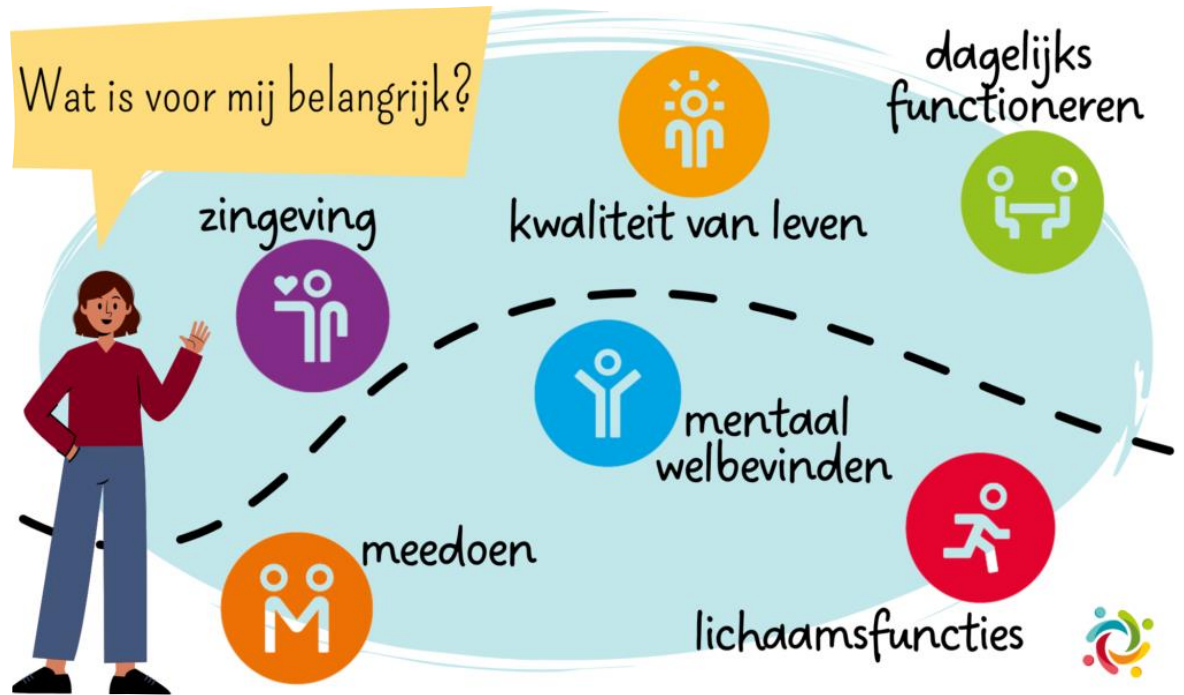 Wat is voor mij belangrijk?
zingeving
kwaliteit van leven
dagelijks
functioneren
mentaal
welbevinden
meedoen
lichaamsfuncties